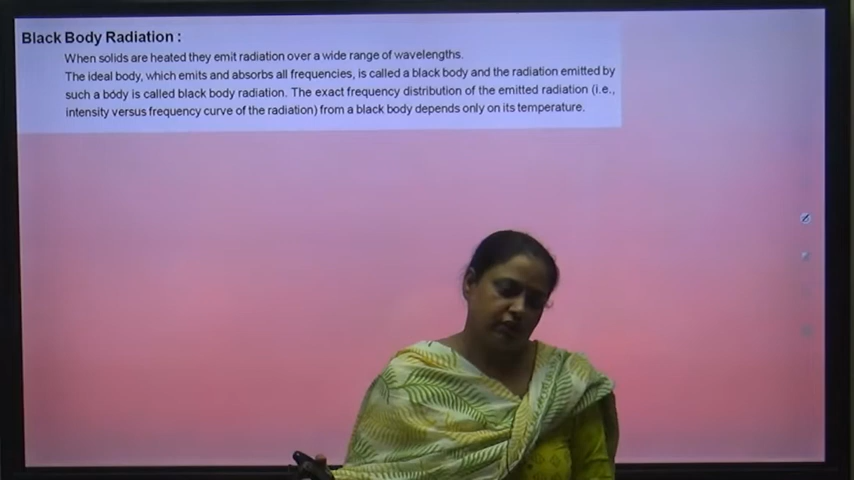 Black Body Radiation :
When solids are heated they emit radiation over a wide range of wavelengths.
The ideal body, which emits and absorbs all frequencies, is called a black body and the radiation emitted by
such a body is called black body radiation. The exact frequency distribution of the emitted radiation (i.e.,
intensity versus frequency curve of the radiation) from a black body depends only on its temperature.